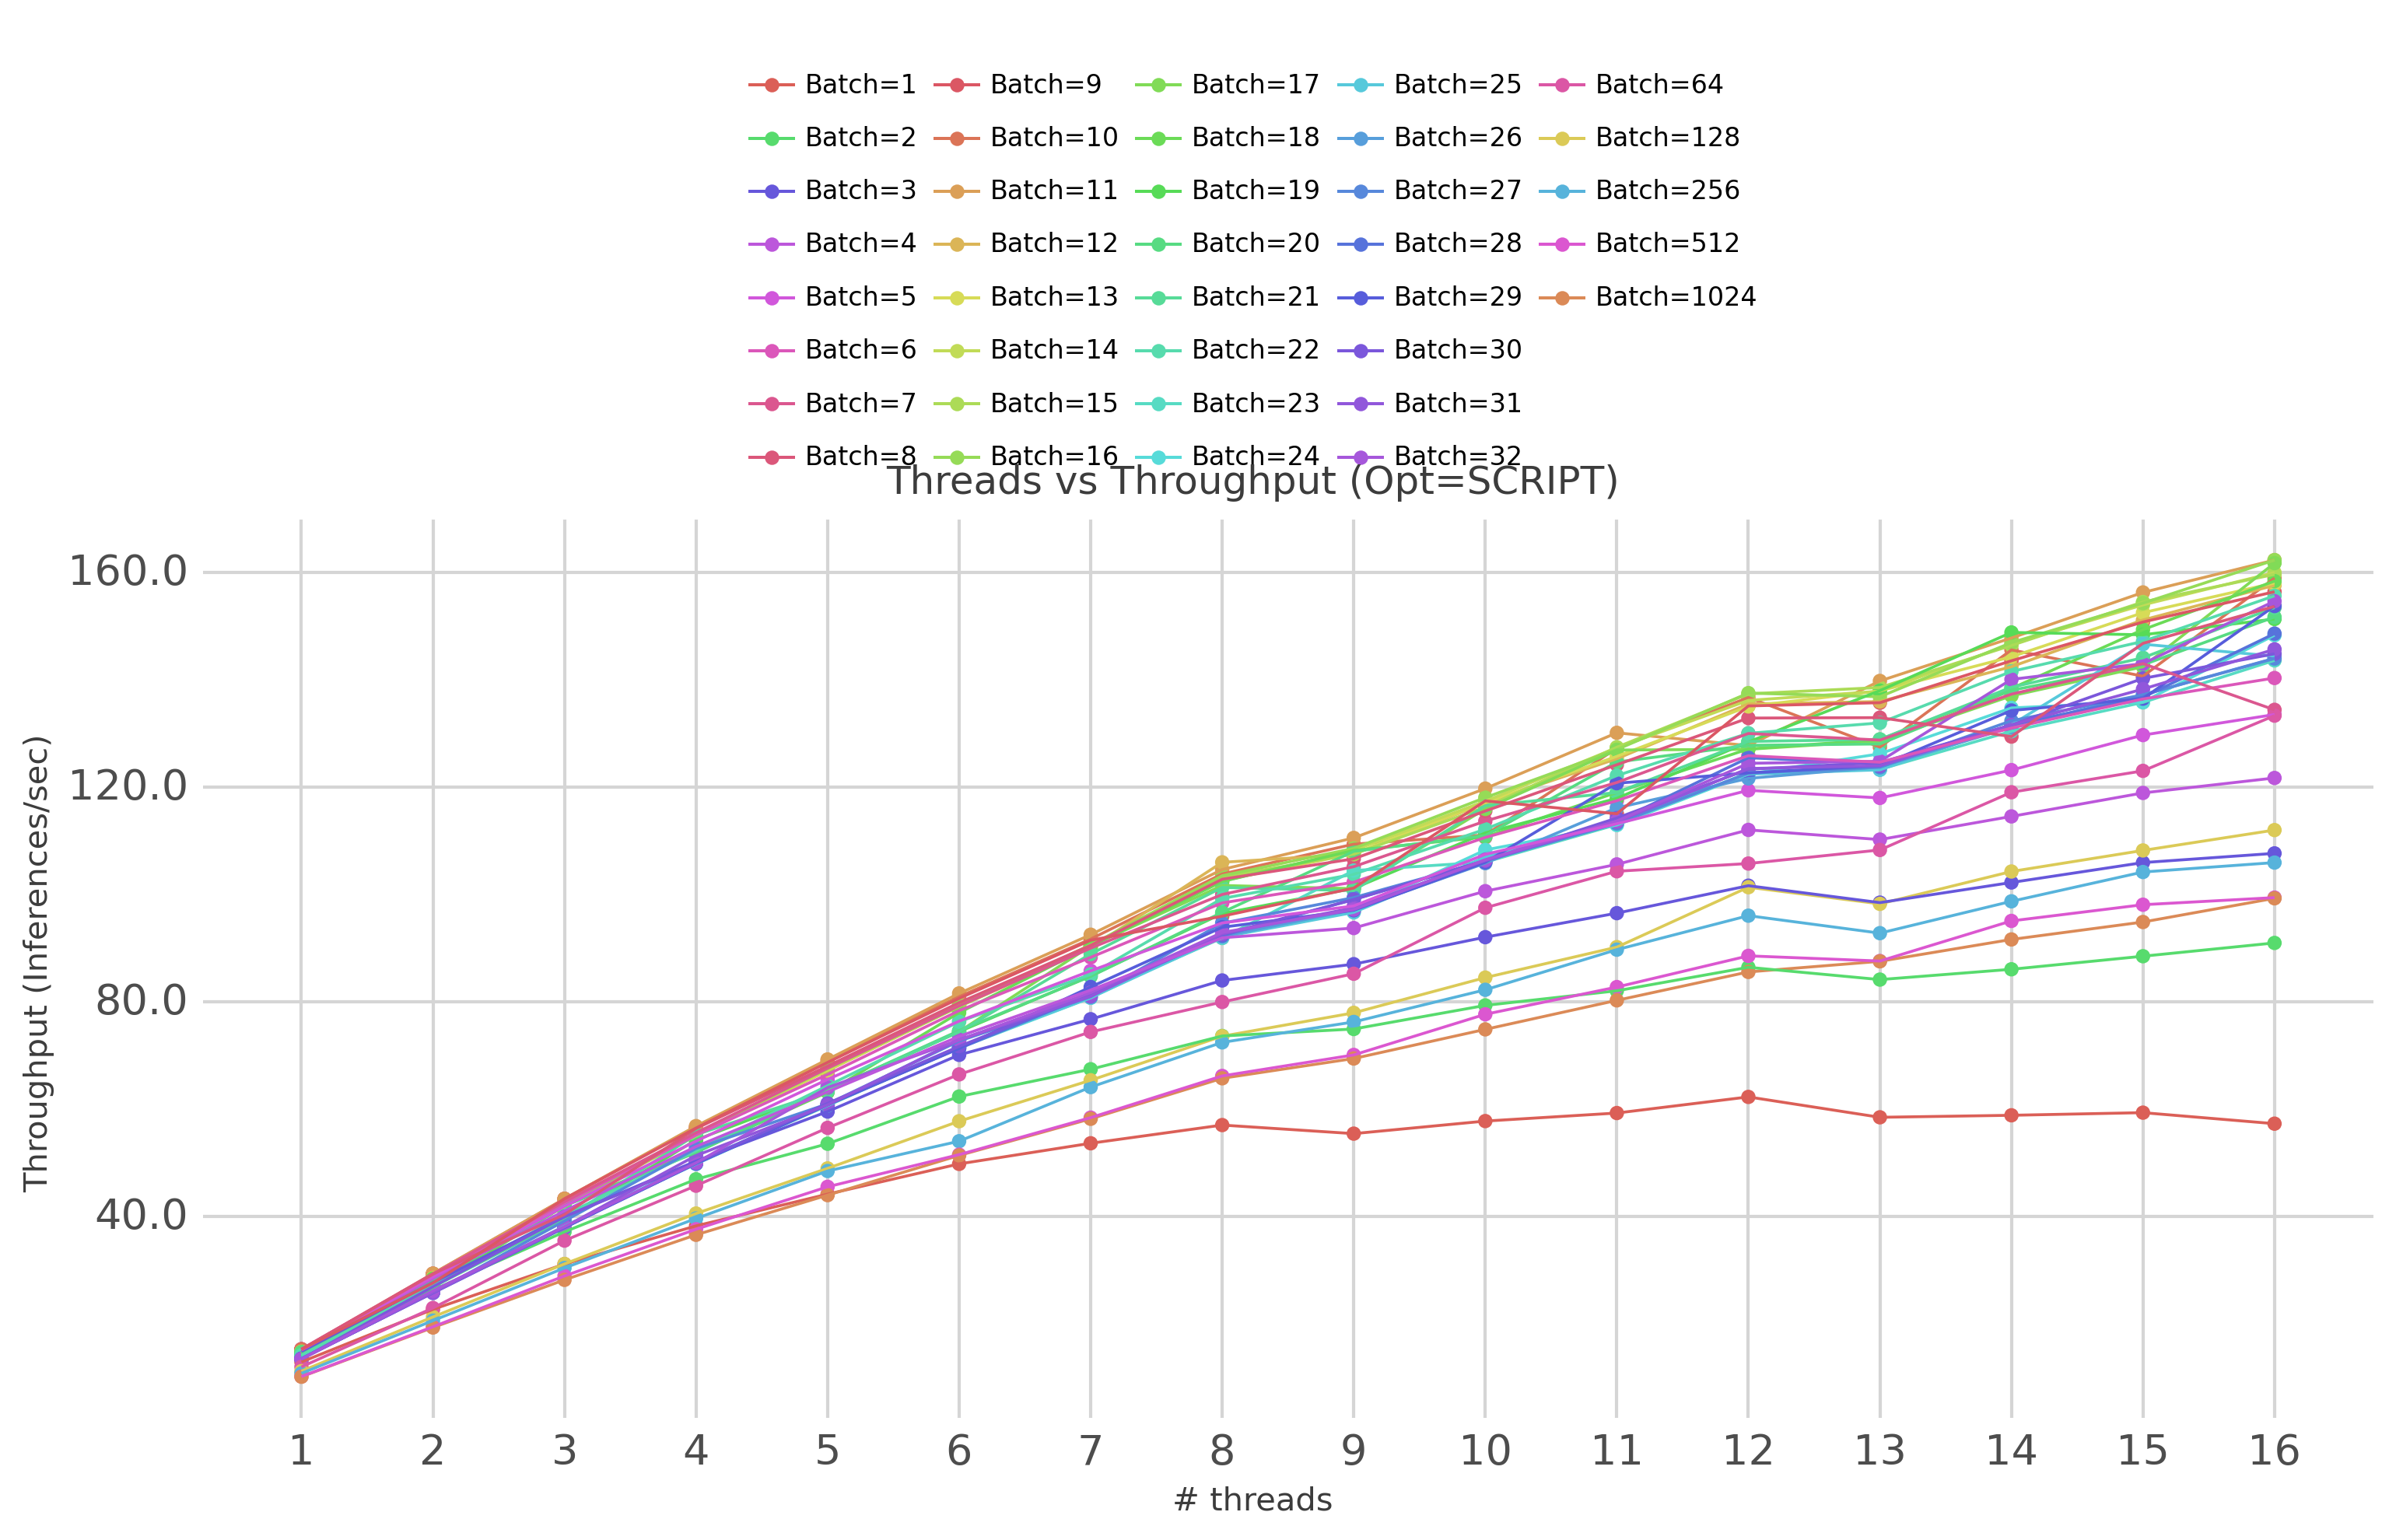 Batch=1 Batch=9 Batch=17 Batch=25 Batch=64
Batch=2 Batch=10 Batch=18 Batch=26 Batch=128
Batch=3 Batch=11 Batch=19 Batch=27 Batch=256
Batch=4 Batch=12 Batch=20 Batch=28 Batch=512
Batch=5 Batch=13 Batch=21 Batch=29 Batch=1024
Batch=6 Batch=14 Batch=22 Batch=30
Batch=7 Batch=15 Batch=23 Batch=31
Batch=8 Batch=16 Batch=24 Batch=32
Threads vs Throughput (Opt=SCRIPT)
Throughput (Inferences/sec)
160.0
120.0
80.0
40.0
1 2 3 4 5 6 7 8 9 10 11 12 13 14 15 16
# threads